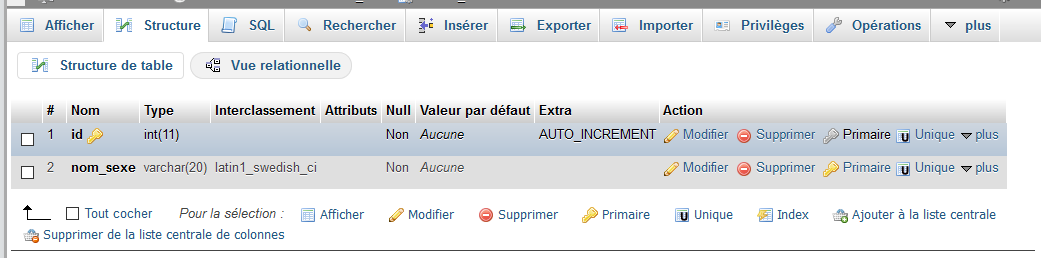 Afficher Structure SQL Rechercher Insérer Exporter Importer Privilèges Opérations plus
Structure de table Vue relationnelle
# Nom Type Interclassement Attributs Null Valeur par défaut Extra Action
1 id int(11) Non Aucune AUTO_INCREMENT Modifier Supprimer Primaire Unique plus
2 nom_sexe varchar(20) latin1_swedish_ci Non Aucune Modifier Supprimer Primaire Unique plus
Tout cocher Pour la sélection : Afficher Modifier Supprimer Primaire Unique Index Ajouter à la liste centrale
Supprimer de la liste centrale de colonnes